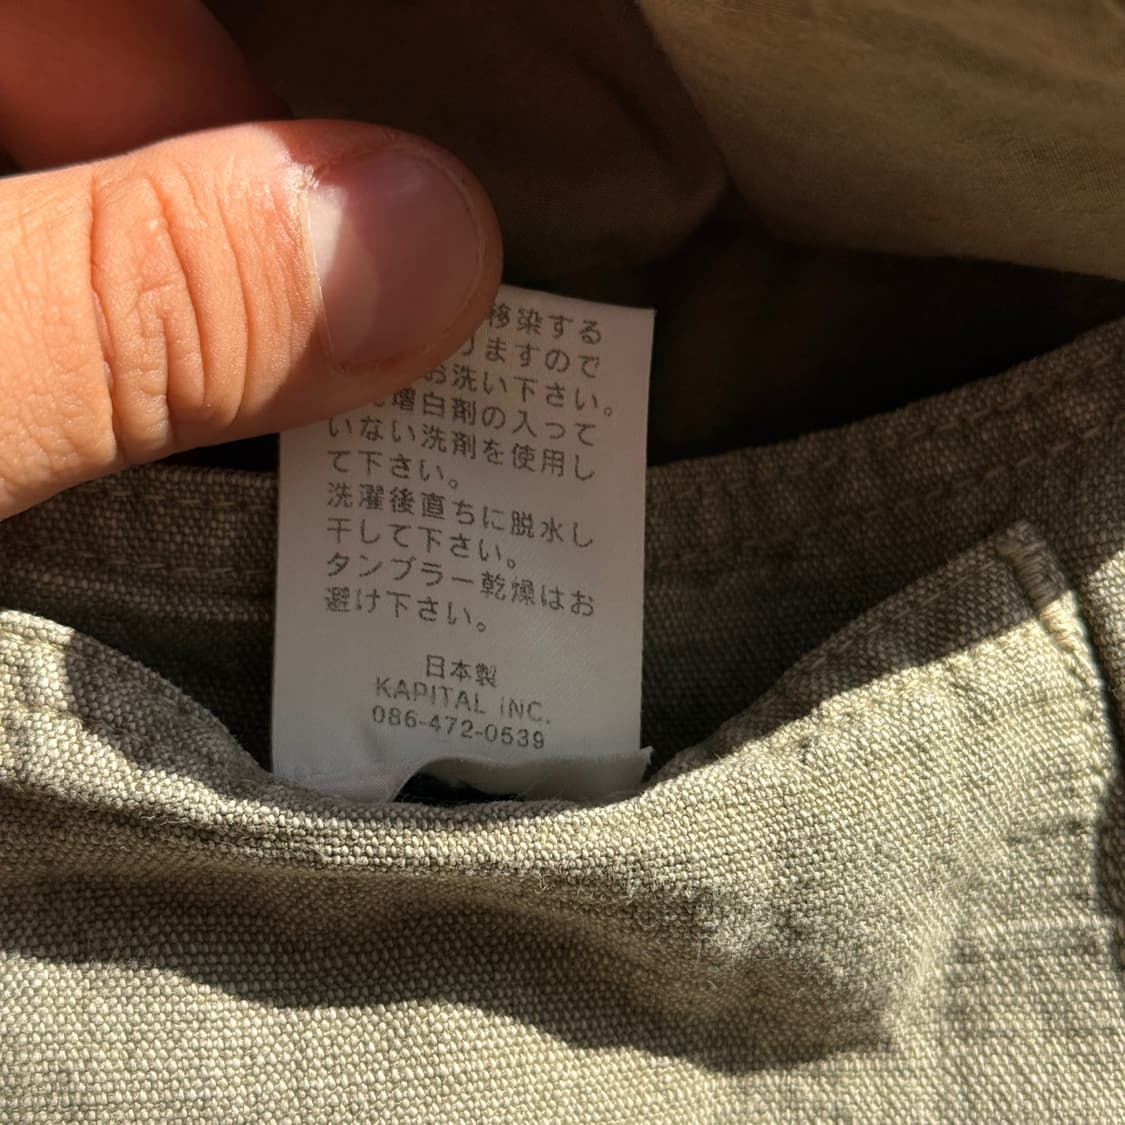 移染する
りますので
お洗い下さい。
増白剤の入って
いない洗剤を使用し
て下さい。
洗濯後直ちに脱水し
干して下さい。
タンブラー乾燥はお
避け下さい。
日本製
KAPITAL INC.
086-472-0539